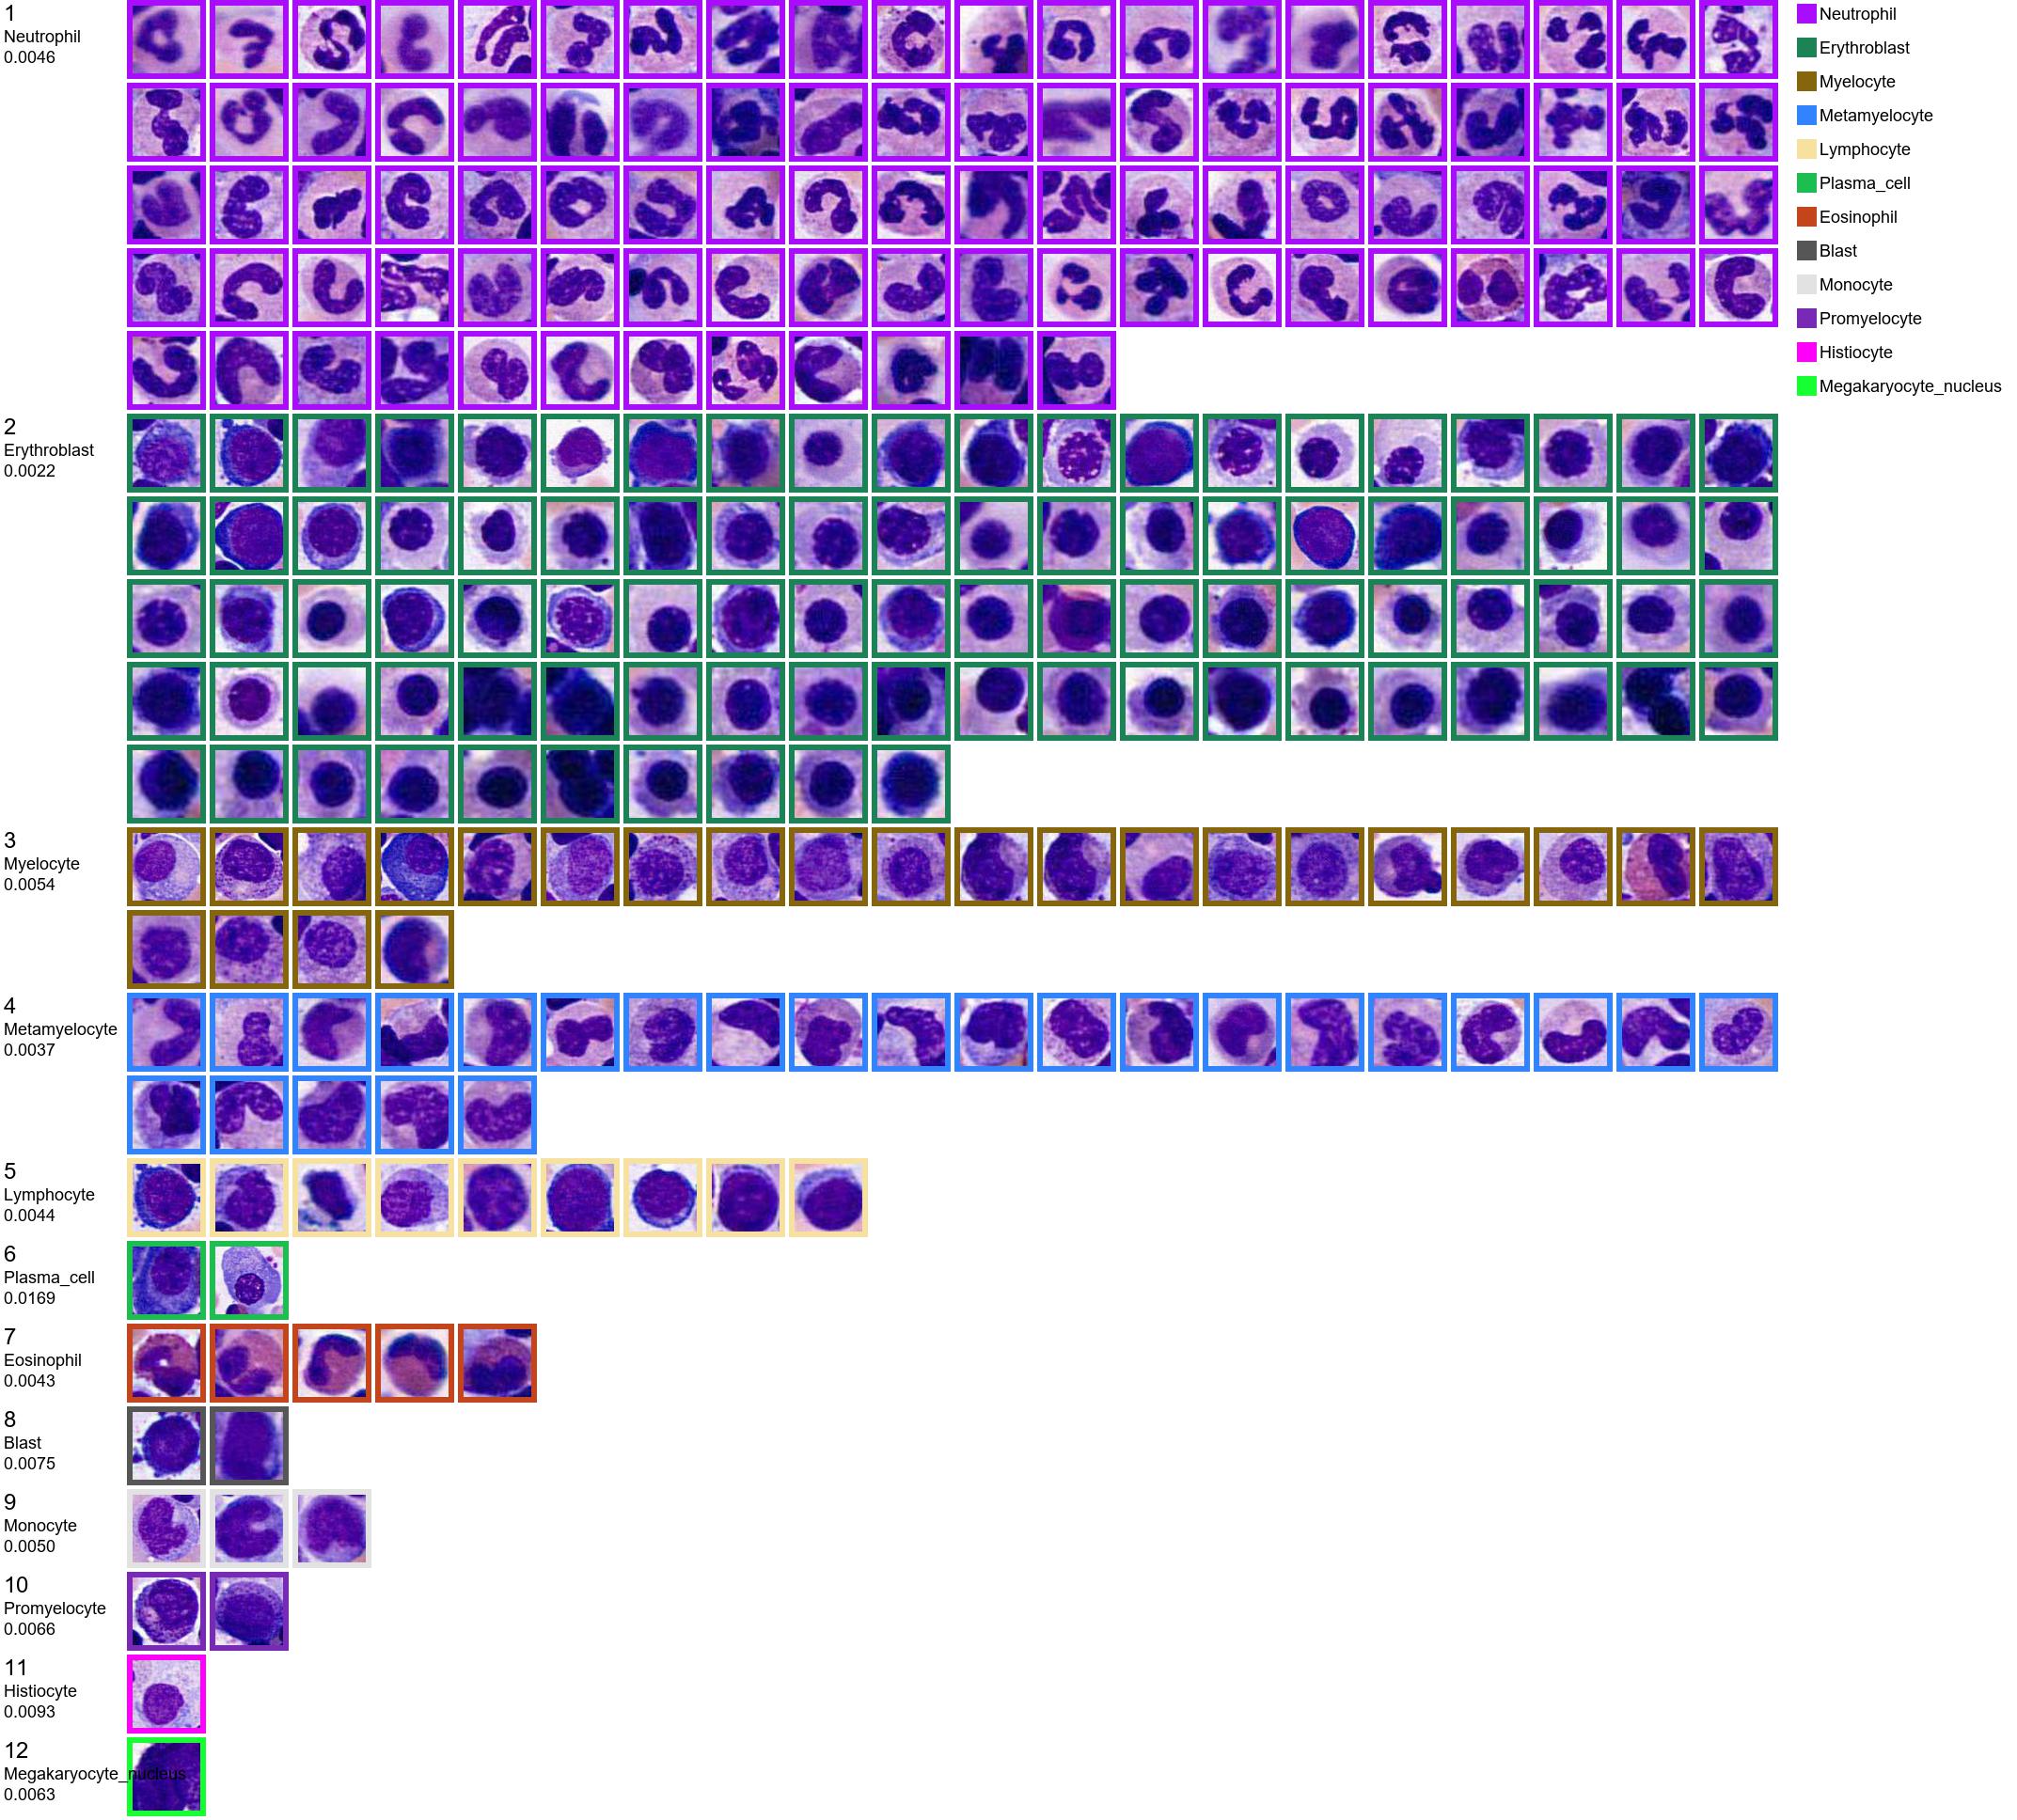 1
Neutrophil
0.0046
2
Erythroblast
0.0022
3
Myelocyte
0.0054
4
Metamyelocyte
0.0037
5
Lymphocyte
0.0044
6
Plasma_cell
0.0169
7
Eosinophil
0.0043
8
Blast
0.0075
9
Monocyte
0.0050
10
Promyelocyte
0.0066
11
Histiocyte
0.0093
12
Megakaryocyte_nucleus
0.0063
Neutrophil
Erythroblast
Myelocyte
Metamyelocyte
Lymphocyte
Plasma_cell
Eosinophil
Blast
Monocyte
Promyelocyte
Histiocyte
Megakaryocyte_nucleus